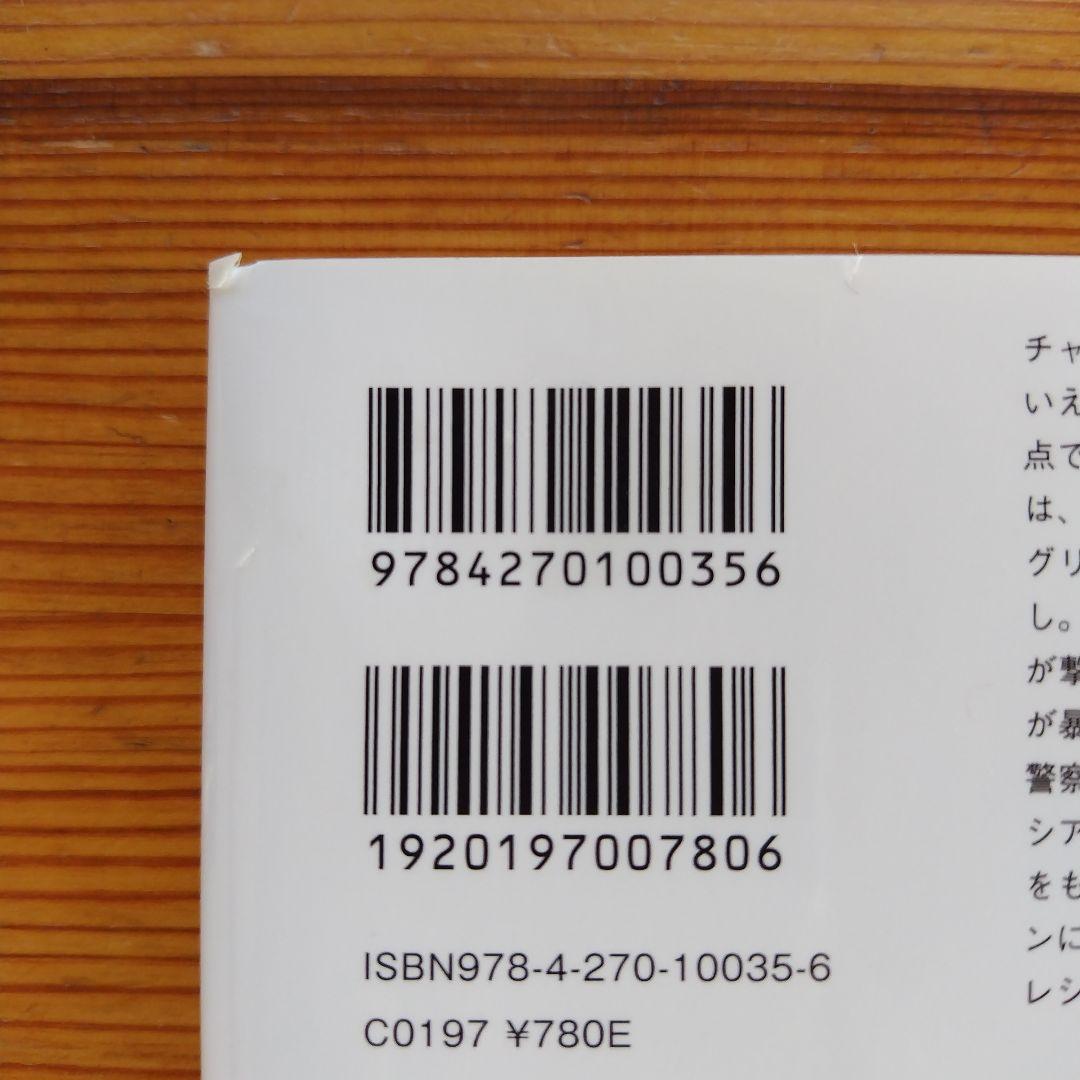 9784270100356
1920197007806
ISBN978-4-270-10035-6
C0197 ¥780E
チャ
いえ
点で
は、
グリ
し。
が撃
が暴
警察
シア
をも
ンに
レシ